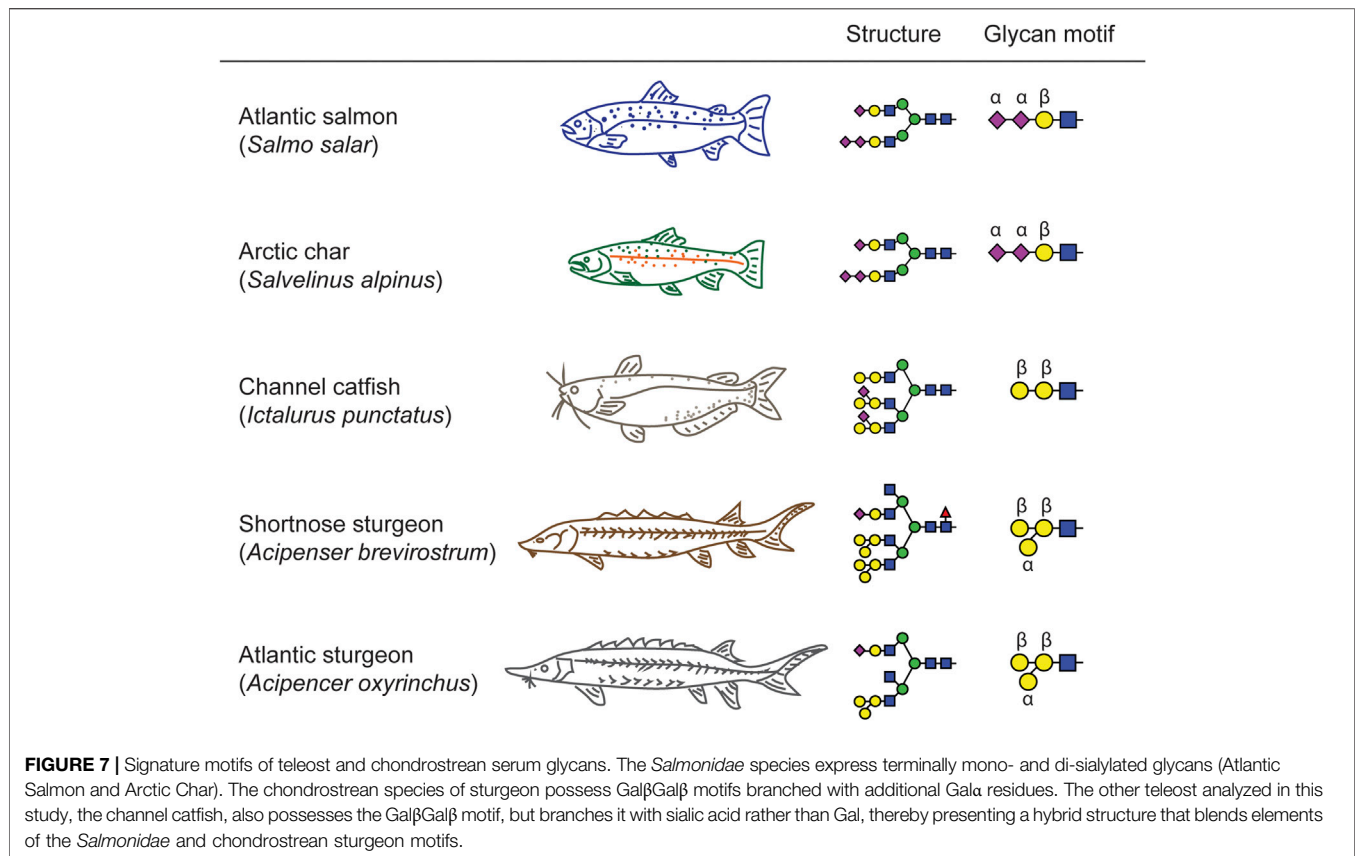 Structure Glycan motif
Atlantic salmon
(Salmo salar)
α α β
Arctic char
(Salvelinus alpinus)
α α β
Channel catfish
(Ictalurus punctatus)
β β
Shortnose sturgeon
(Acipenser brevirostrum)
β β
α
Atlantic sturgeon
(Acipencer oxyrinchus)
β β
α
FIGURE 7 | Signature motifs of teleost and chondrostrean serum glycans. The Salmonidae species express terminally mono- and di-sialylated glycans (Atlantic
Salmon and Arctic Char). The chondrostrean species of sturgeon possess GalβGalβ motifs branched with additional Galα residues. The other teleost analyzed in this
study, the channel catfish, also possesses the GalβGalβ motif, but branches it with sialic acid rather than Gal, thereby presenting a hybrid structure that blends elements
of the Salmonidae and chondrostrean sturgeon motifs.